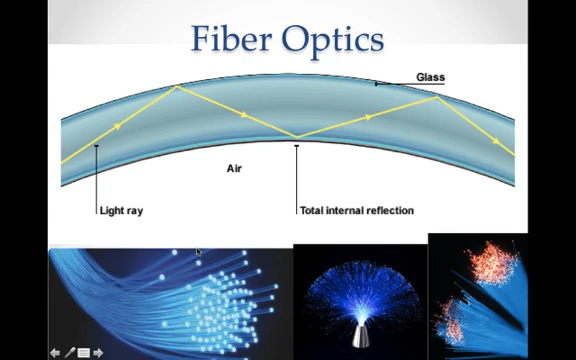 Fiber Optics
Glass
Air
Light ray
Total internal reflection